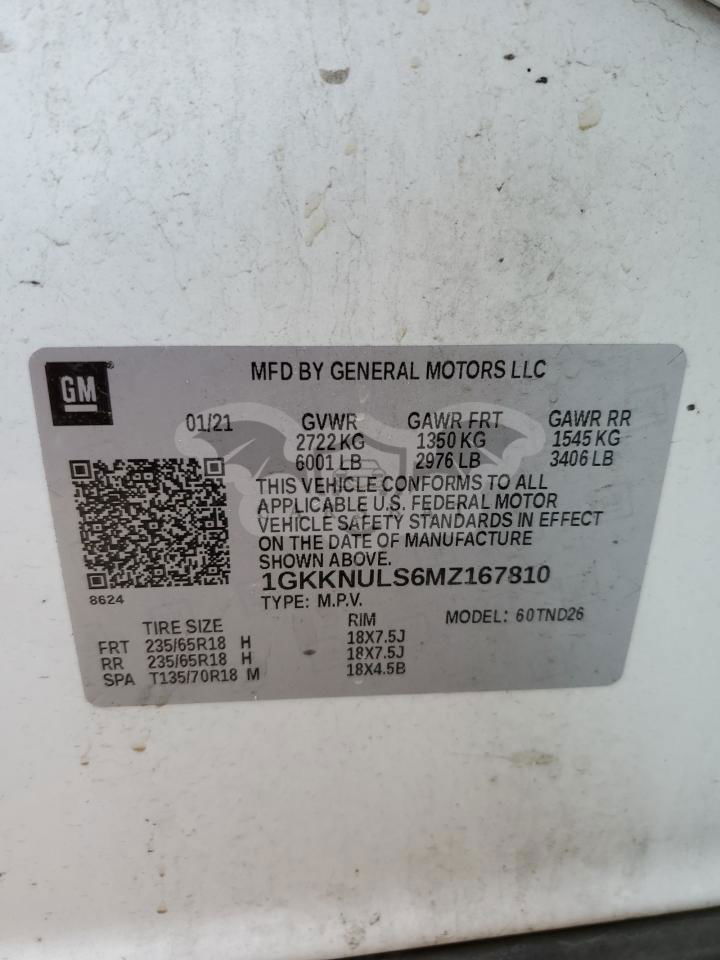 GM
MFD BY GENERAL MOTORS LLC
01/21 GVWR GAWR FRT GAWR RR
2722 KG 1350 KG 1545 KG
6001 LB 2976 LB 3406 LB
THIS VEHICLE CONFORMS TO ALL
APPLICABLE U.S. FEDERAL MOTOR
VEHICLE SAFETY STANDARDS IN EFFECT
ON THE DATE OF MANUFACTURE
SHOWN ABOVE.
1GKKNULS6MZ167810
8624
TYPE: M.P.V. MODEL: 60TND26
TIRE SIZE RIM
FRT 235/65R18 H 18X7.5J
RR 235/65R18 H 18X7.5J
SPA T135/70R18 M 18X4.5B